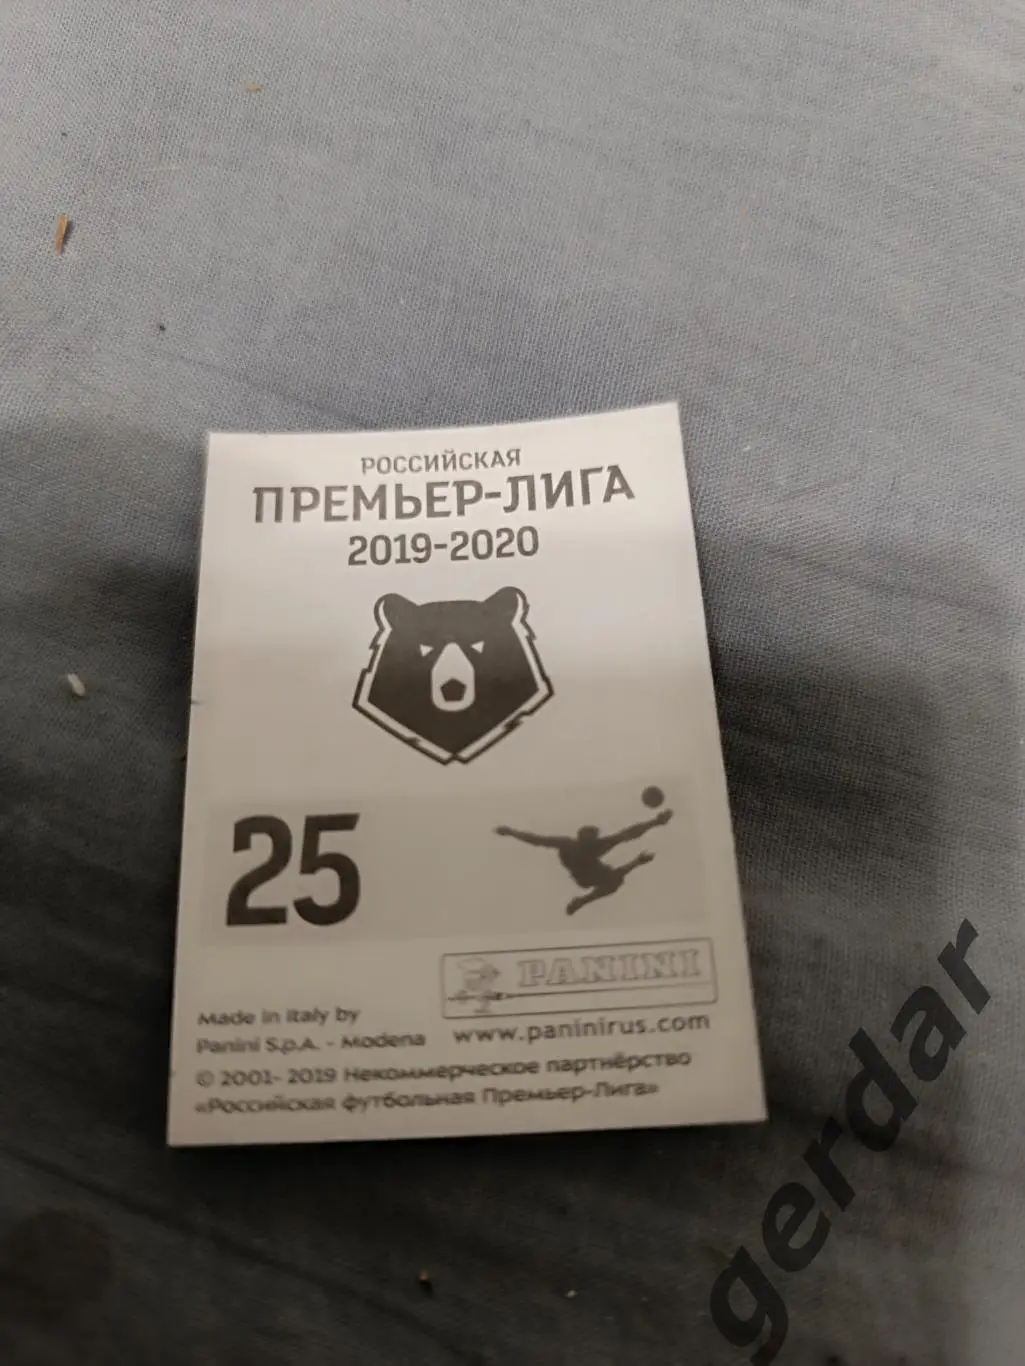 РОССИЙСКАЯ
ПРЕМЬЕР-ЛИГА
2019-2020
25
PANINI
Made in Italy by
Panini S.p.A. - Modena
www.paninirus.com
© 2001- 2019 Некоммерческое партнёрство
«Российская футбольная Премьер-Лига»
gerdar